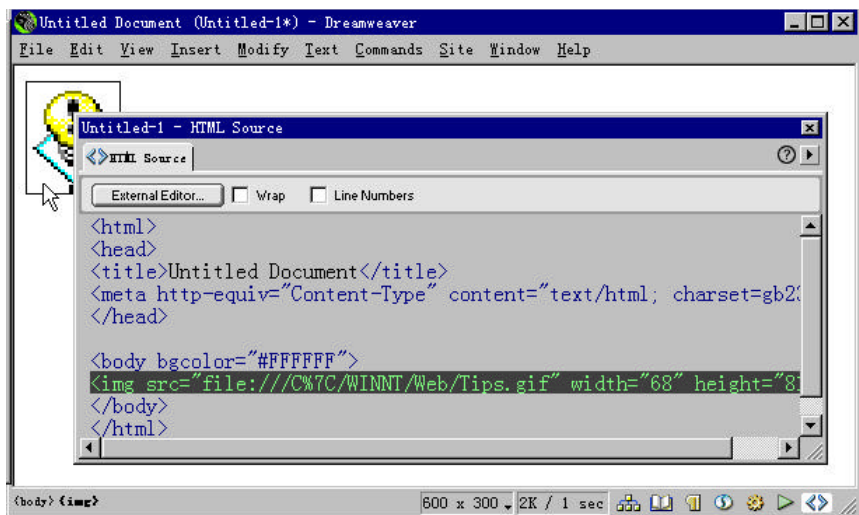 Untitled Document (Untitled-1*) - Dreamweaver
File Edit View Insert Modify Text Commands Site Window Help
Untitled-1 - HTML Source
HTML Source
External Editor... Wrap Line Numbers
<html>
<head>
<title>Untitled Document</title>
<meta http-equiv="Content-Type" content="text/html; charset=gb23
</head>
<body bgcolor="#FFFFFF">
<img src="file:///C%7C/WINNT/Web/Tips.gif" width="68" height="8
</body>
</html>
<body> <img> 600 x 300 2K / 1 sec